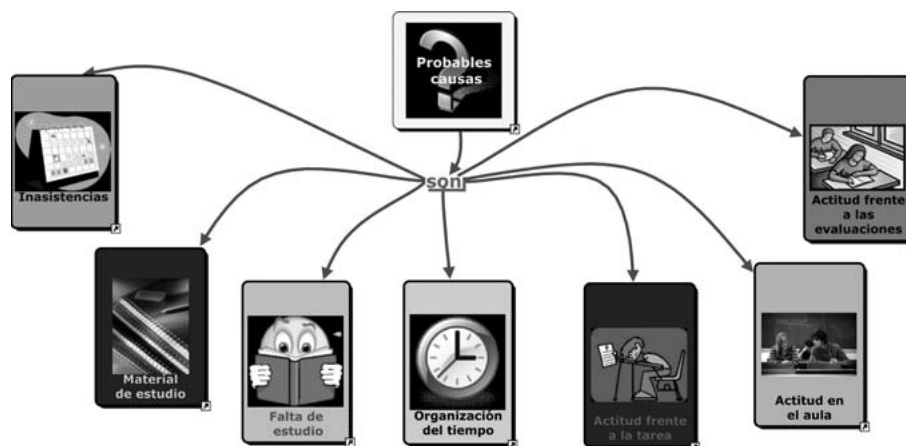 Probables
causas
son
Inasistencias
Material
de estudio
Falta de
estudio
Organización
del tiempo
Actitud frente
a la tarea
Actitud en
el aula
Actitud frente
a las
evaluaciones